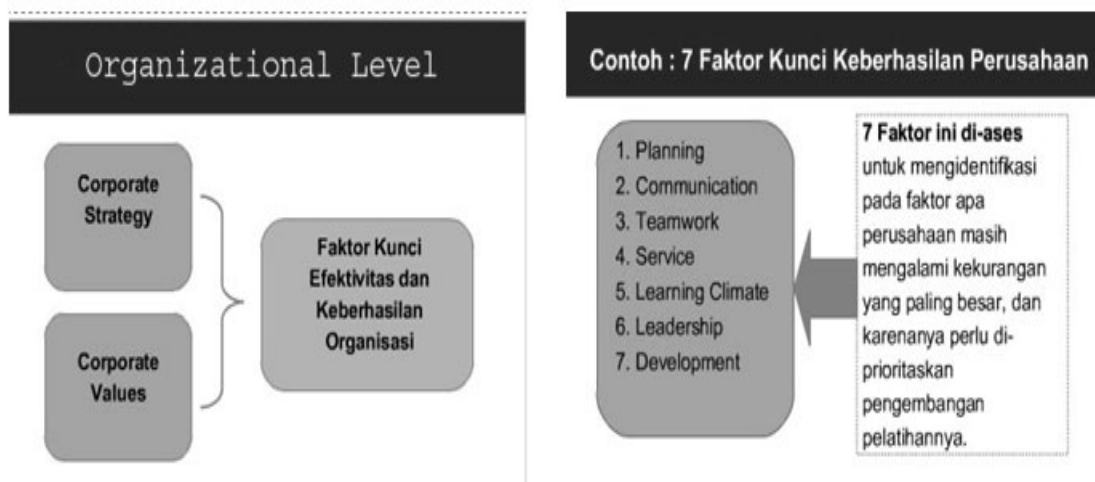 Organizational Level
Corporate
Strategy
Corporate
Values
Faktor Kunci
Efektivitas dan
Keberhasilan
Organisasi
Contoh : 7 Faktor Kunci Keberhasilan Perusahaan
1. Planning
2. Communication
3. Teamwork
4. Service
5. Learning Climate
6. Leadership
7. Development
7 Faktor ini di-ases
untuk mengidentifikasi
pada faktor apa
perusahaan masih
mengalami kekurangan
yang paling besar, dan
karenanya perlu di-
prioritaskan
pengembangan
pelatihannya.